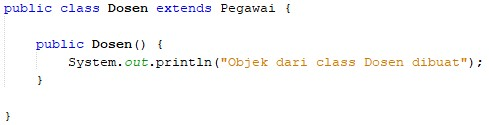 public class Dosen extends Pegawai {
public Dosen() {
System.out.println("Objek dari class Dosen dibuat");
}
}